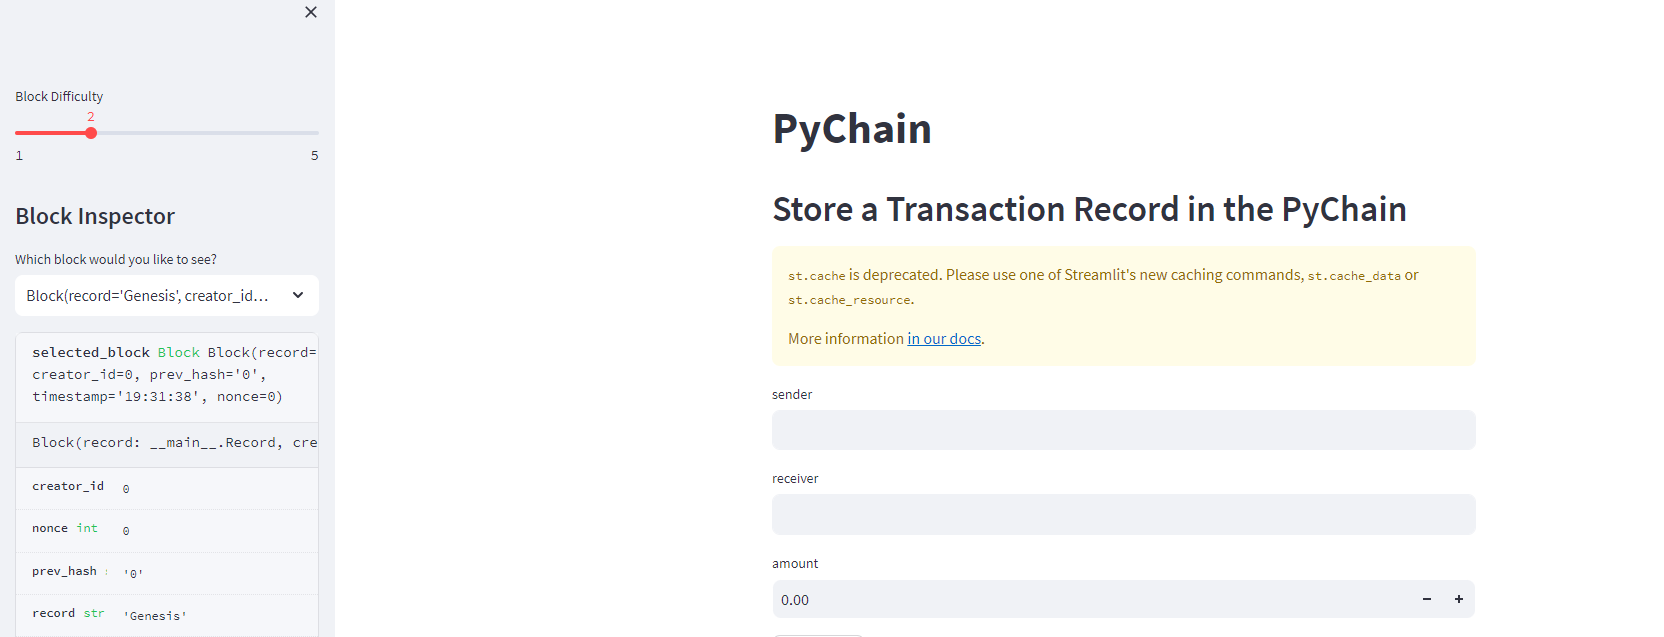 Block Difficulty
2
1
5
Block Inspector
Which block would you like to see?
Block(record='Genesis', creator_id...
selected_block Block Block(record=
creator_id=0, prev_hash='0',
timestamp='19:31:38', nonce=0)
Block(record: __main__.Record, cre
creator_id 0
nonce int 0
prev_hash '0'
record str 'Genesis'
PyChain
Store a Transaction Record in the PyChain
st.cache is deprecated. Please use one of Streamlit's new caching commands, st.cache_data or
st.cache_resource.
More information in our docs.
sender
receiver
amount
0.00